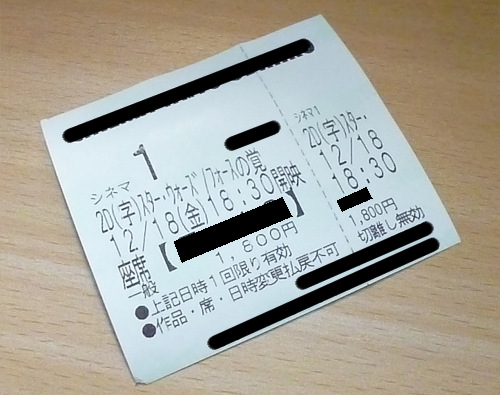 シネマ 1
2D(字)スター・ウォーズ/フォースの覚
12/18(金)18:30開映
座席【 】
一般 1,800円
●上記日時1回限り有効
●作品・席・日時変更払戻不可
シネマ1
2D(字)スター・
12/18
18:30
1,800円
切離し無効